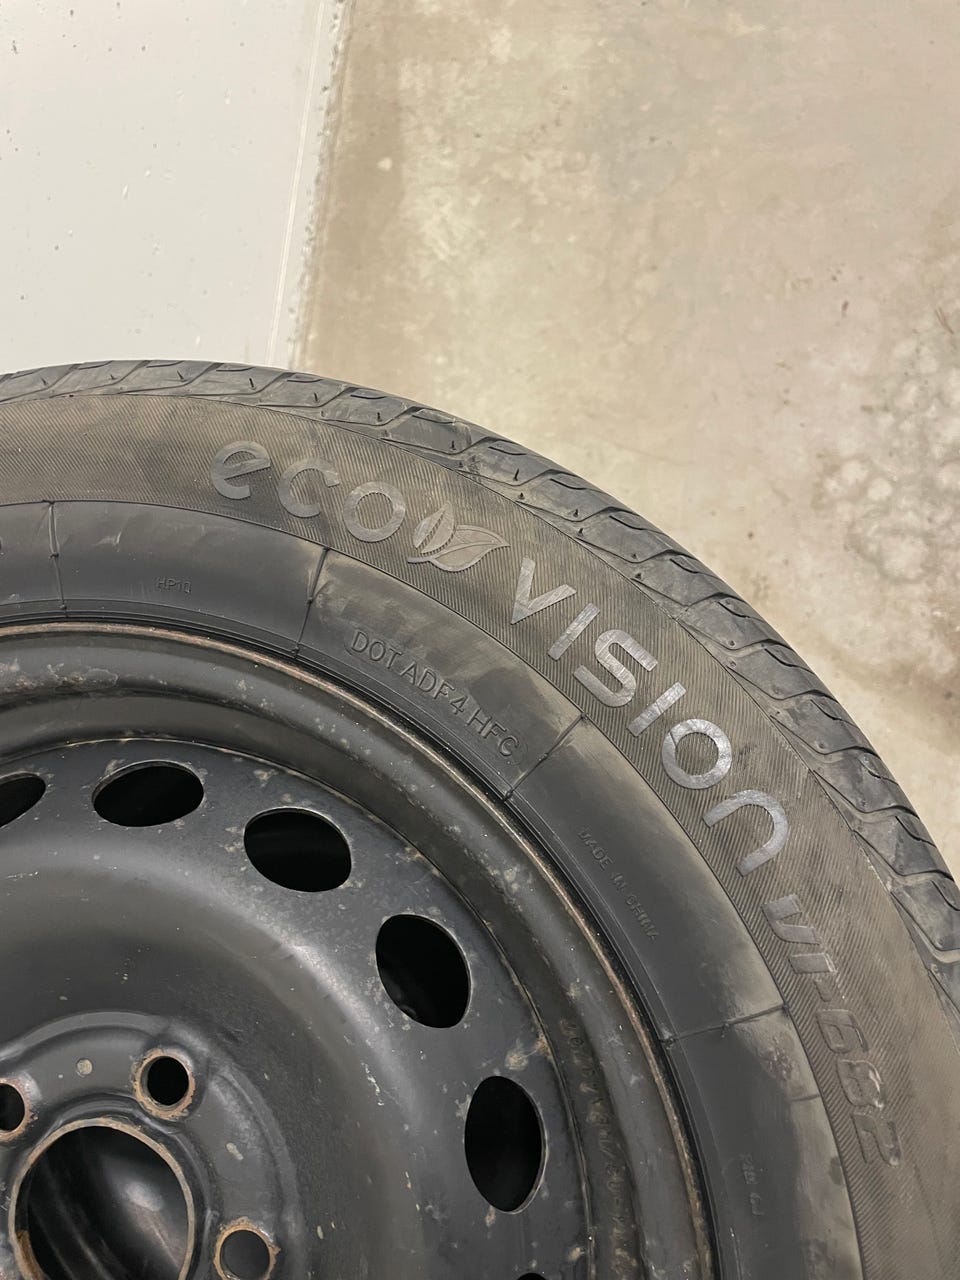 eco VISION
VI-682
HP10
DOT ADF4 HFC
MADE IN CHINA